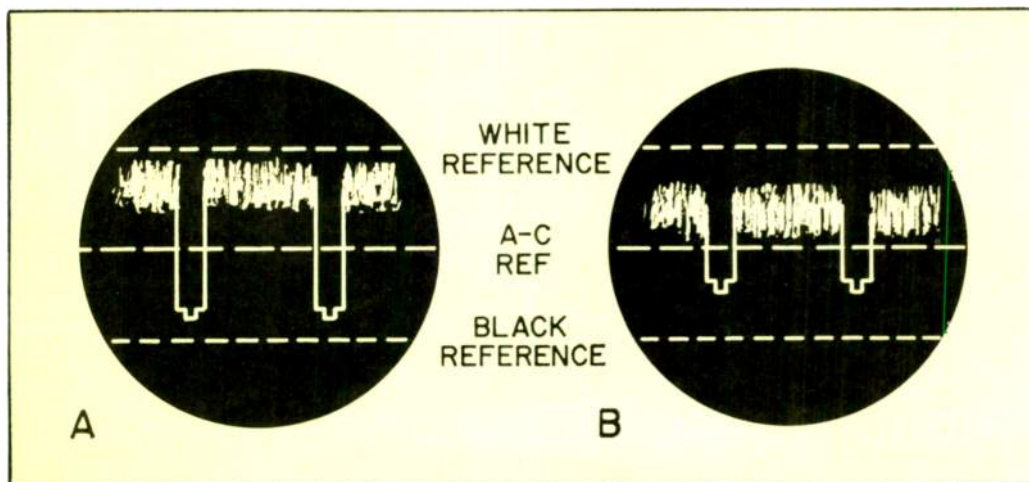 WHITE
REFERENCE
A-C
REF
BLACK
REFERENCE
A
B